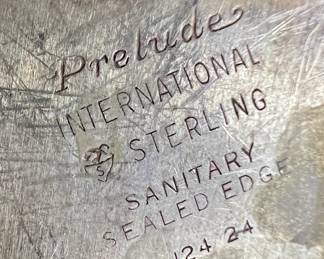 Prelude
INTERNATIONAL
S STERLING
SANITARY
SEALED EDGE
124 24